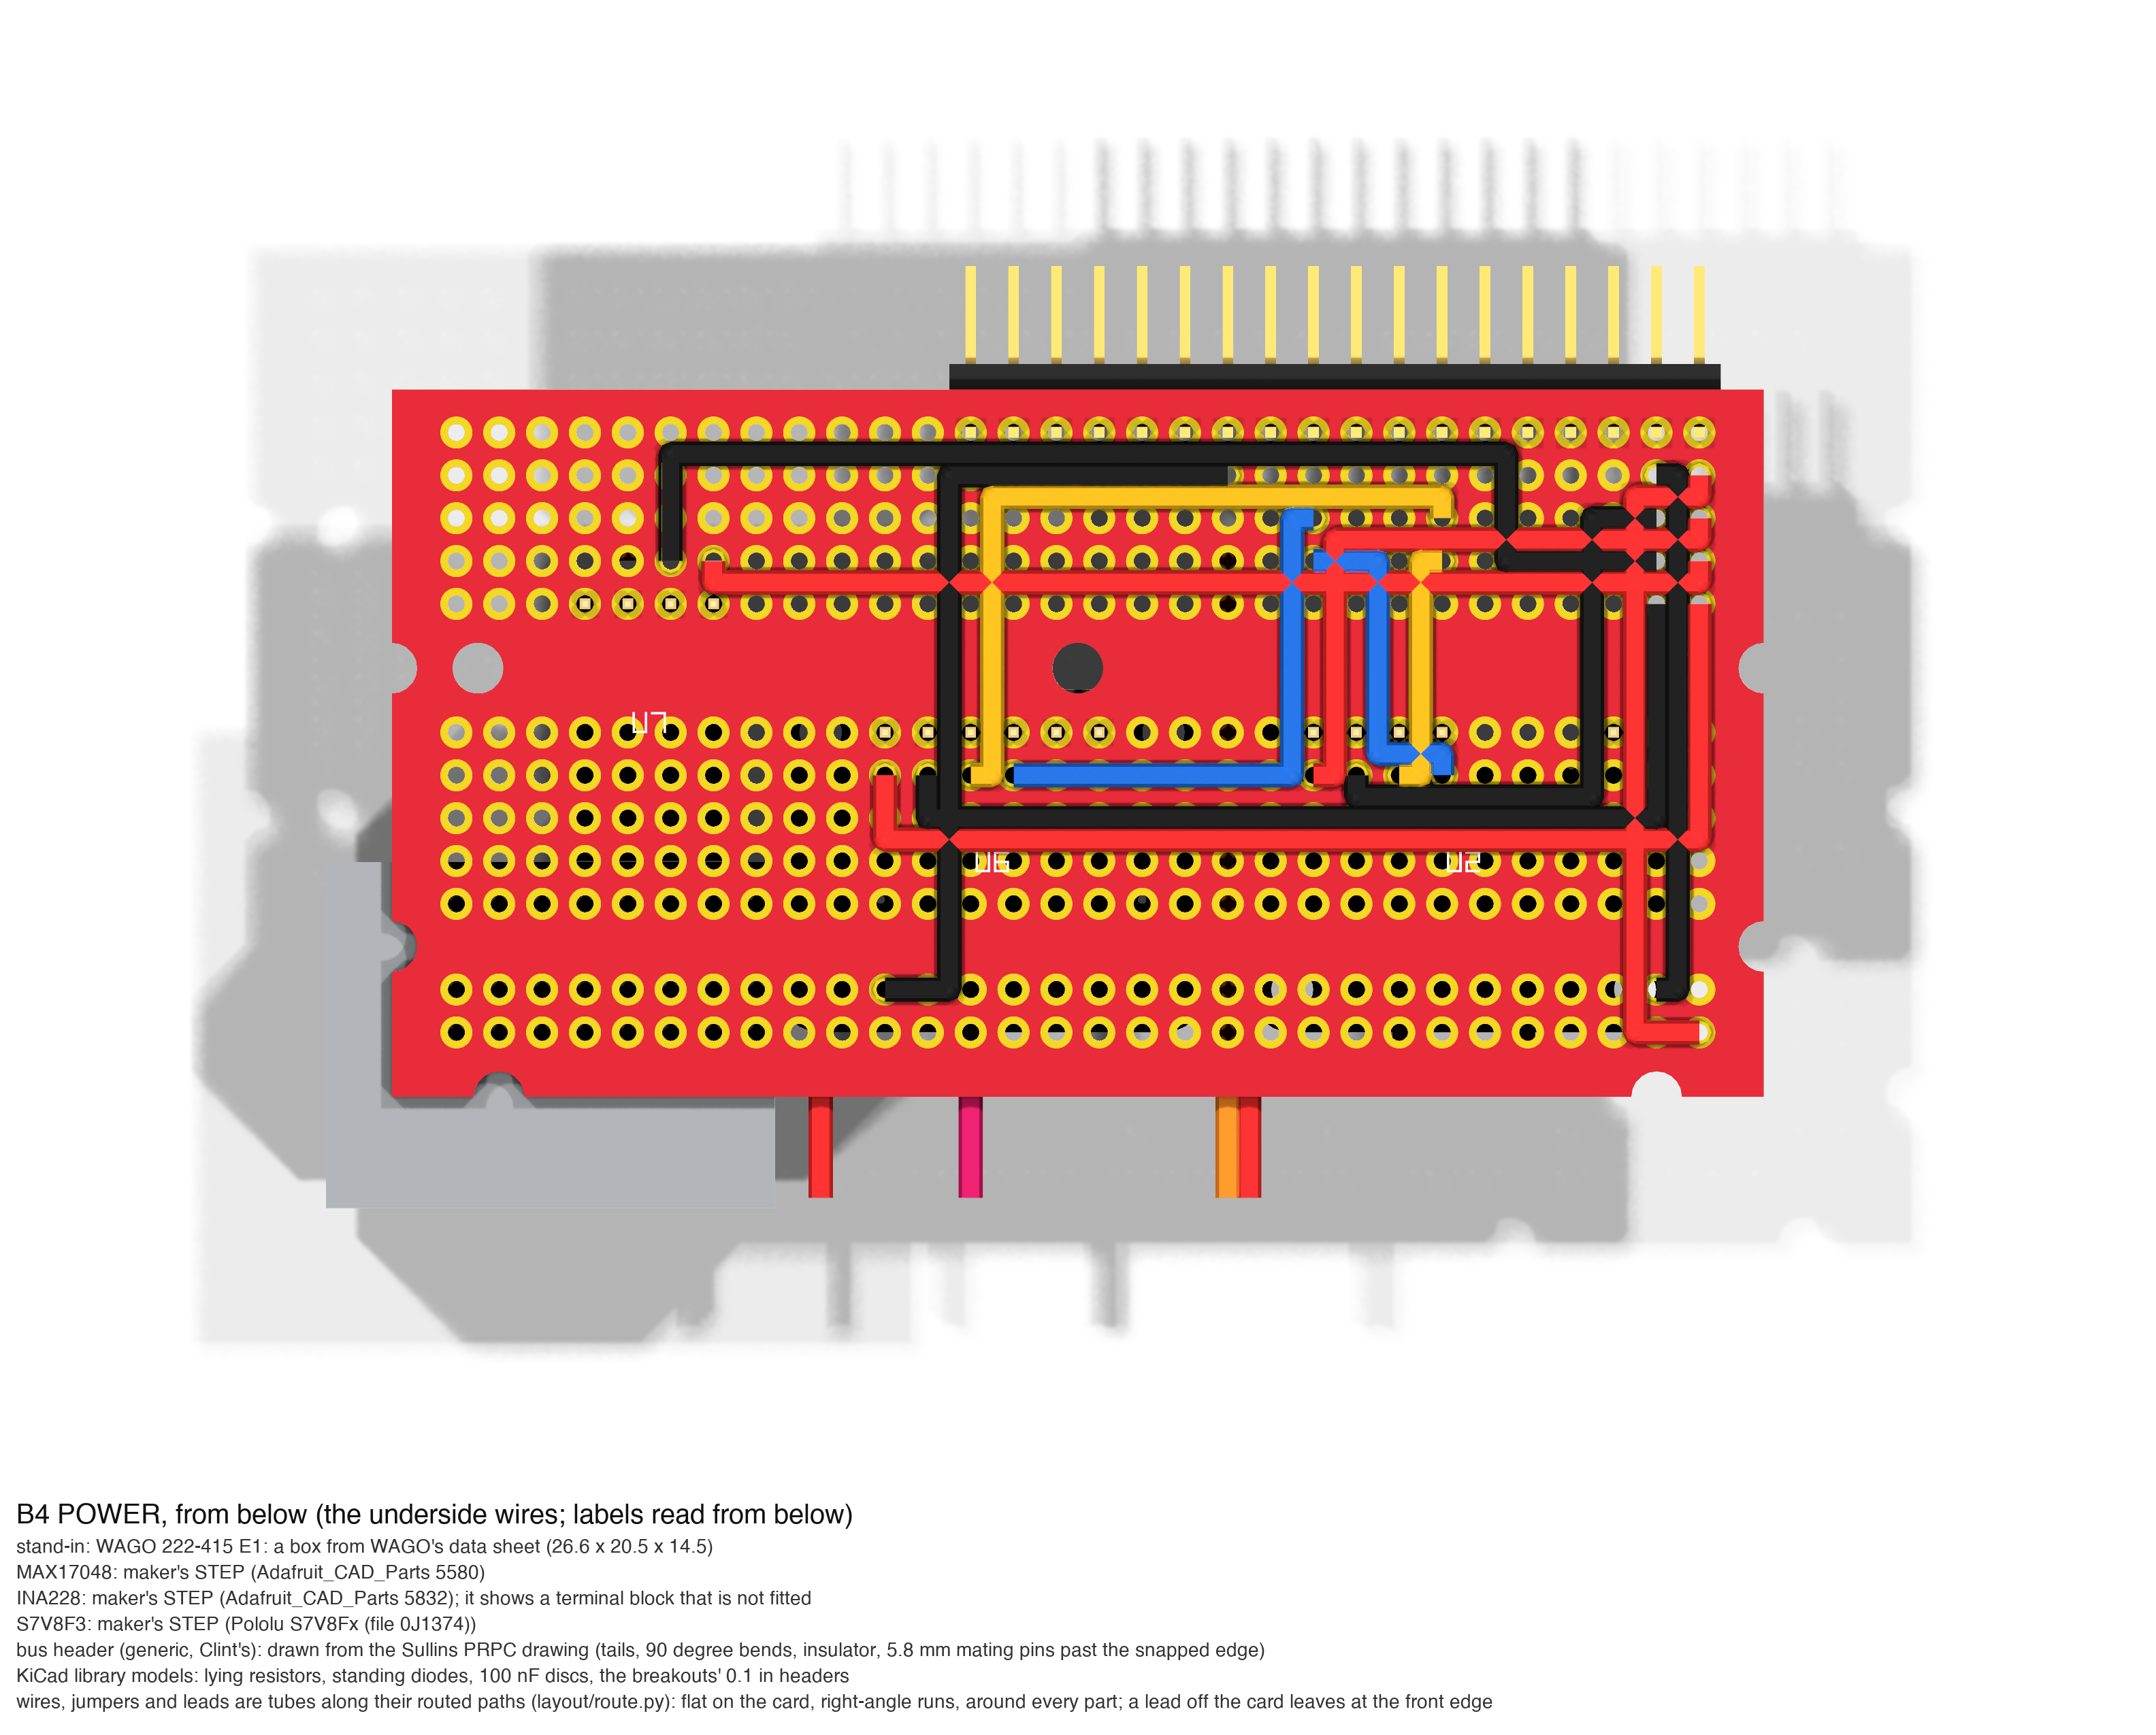 U7
U6
U2
B4 POWER, from below (the underside wires; labels read from below)
stand-in: WAGO 222-415 E1: a box from WAGO's data sheet (26.6 x 20.5 x 14.5)
MAX17048: maker's STEP (Adafruit_CAD_Parts 5580)
INA228: maker's STEP (Adafruit_CAD_Parts 5832); it shows a terminal block that is not fitted
S7V8F3: maker's STEP (Pololu S7V8Fx (file 0J1374))
bus header (generic, Clint's): drawn from the Sullins PRPC drawing (tails, 90 degree bends, insulator, 5.8 mm mating pins past the snapped edge)
KiCad library models: lying resistors, standing diodes, 100 nF discs, the breakouts' 0.1 in headers
wires, jumpers and leads are tubes along their routed paths (layout/route.py): flat on the card, right-angle runs, around every part; a lead off the card leaves at the front edge